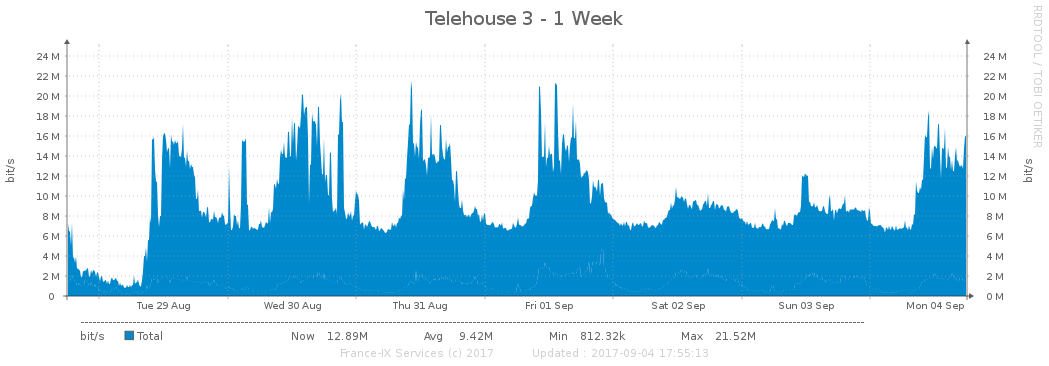 Telehouse 3 - 1 Week
RRDTOOL / TOBI OETIKER
bit/s
24 M 24 M
22 M 22 M
20 M 20 M
18 M 18 M
16 M 16 M
14 M 14 M
12 M 12 M
10 M 10 M
8 M 8 M
6 M 6 M
4 M 4 M
2 M 2 M
0 0 M
bit/s
Tue 29 Aug Wed 30 Aug Thu 31 Aug Fri 01 Sep Sat 02 Sep Sun 03 Sep Mon 04 Sep
bit/s Total Now 12.89M Avg 9.42M Min 812.32k Max 21.52M
France-IX Services (c) 2017 Updated : 2017-09-04 17:55:13